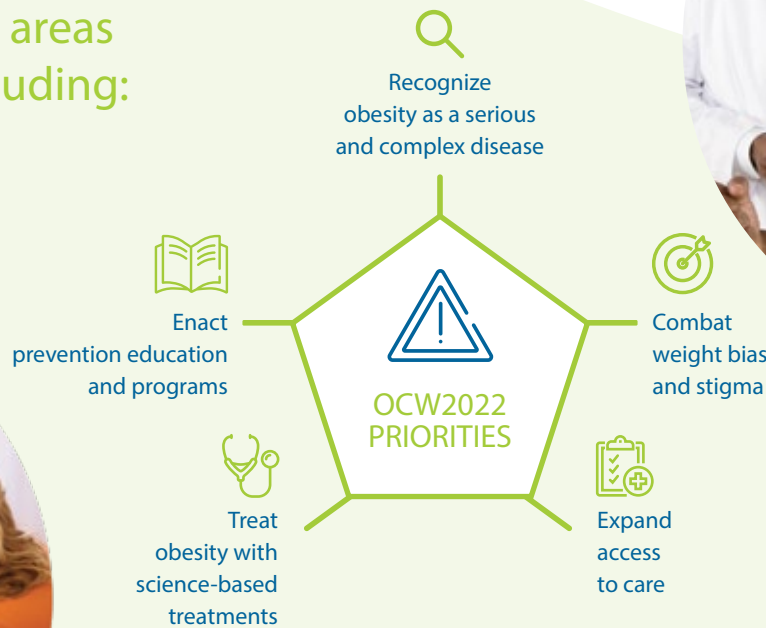 areas
uding:
Recognize
obesity as a serious
and complex disease
Enact
prevention education
and programs
Combat
weight bias
and stigma
OCW2022
PRIORITIES
Treat
obesity with
science-based
treatments
Expand
access
to care